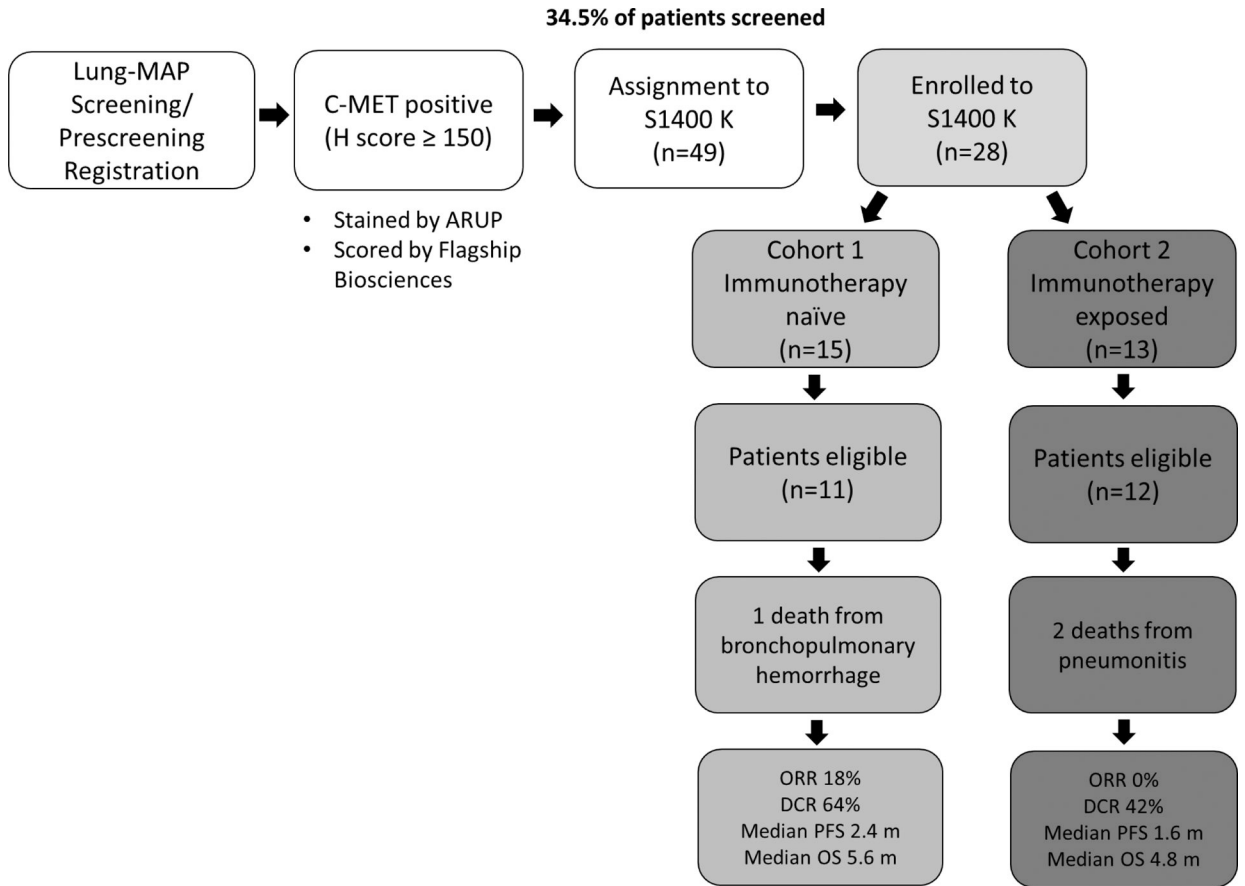 34.5% of patients screened
Lung-MAP
Screening/
Prescreening
Registration
C-MET positive
(H score ≥ 150)
• Stained by ARUP
• Scored by Flagship
Biosciences
Assignment to
S1400 K
(n=49)
Enrolled to
S1400 K
(n=28)
Cohort 1
Immunotherapy
naïve
(n=15)
Cohort 2
Immunotherapy
exposed
(n=13)
Patients eligible
(n=11)
Patients eligible
(n=12)
1 death from
bronchopulmonary
hemorrhage
2 deaths from
pneumonitis
ORR 18%
DCR 64%
Median PFS 2.4 m
Median OS 5.6 m
ORR 0%
DCR 42%
Median PFS 1.6 m
Median OS 4.8 m